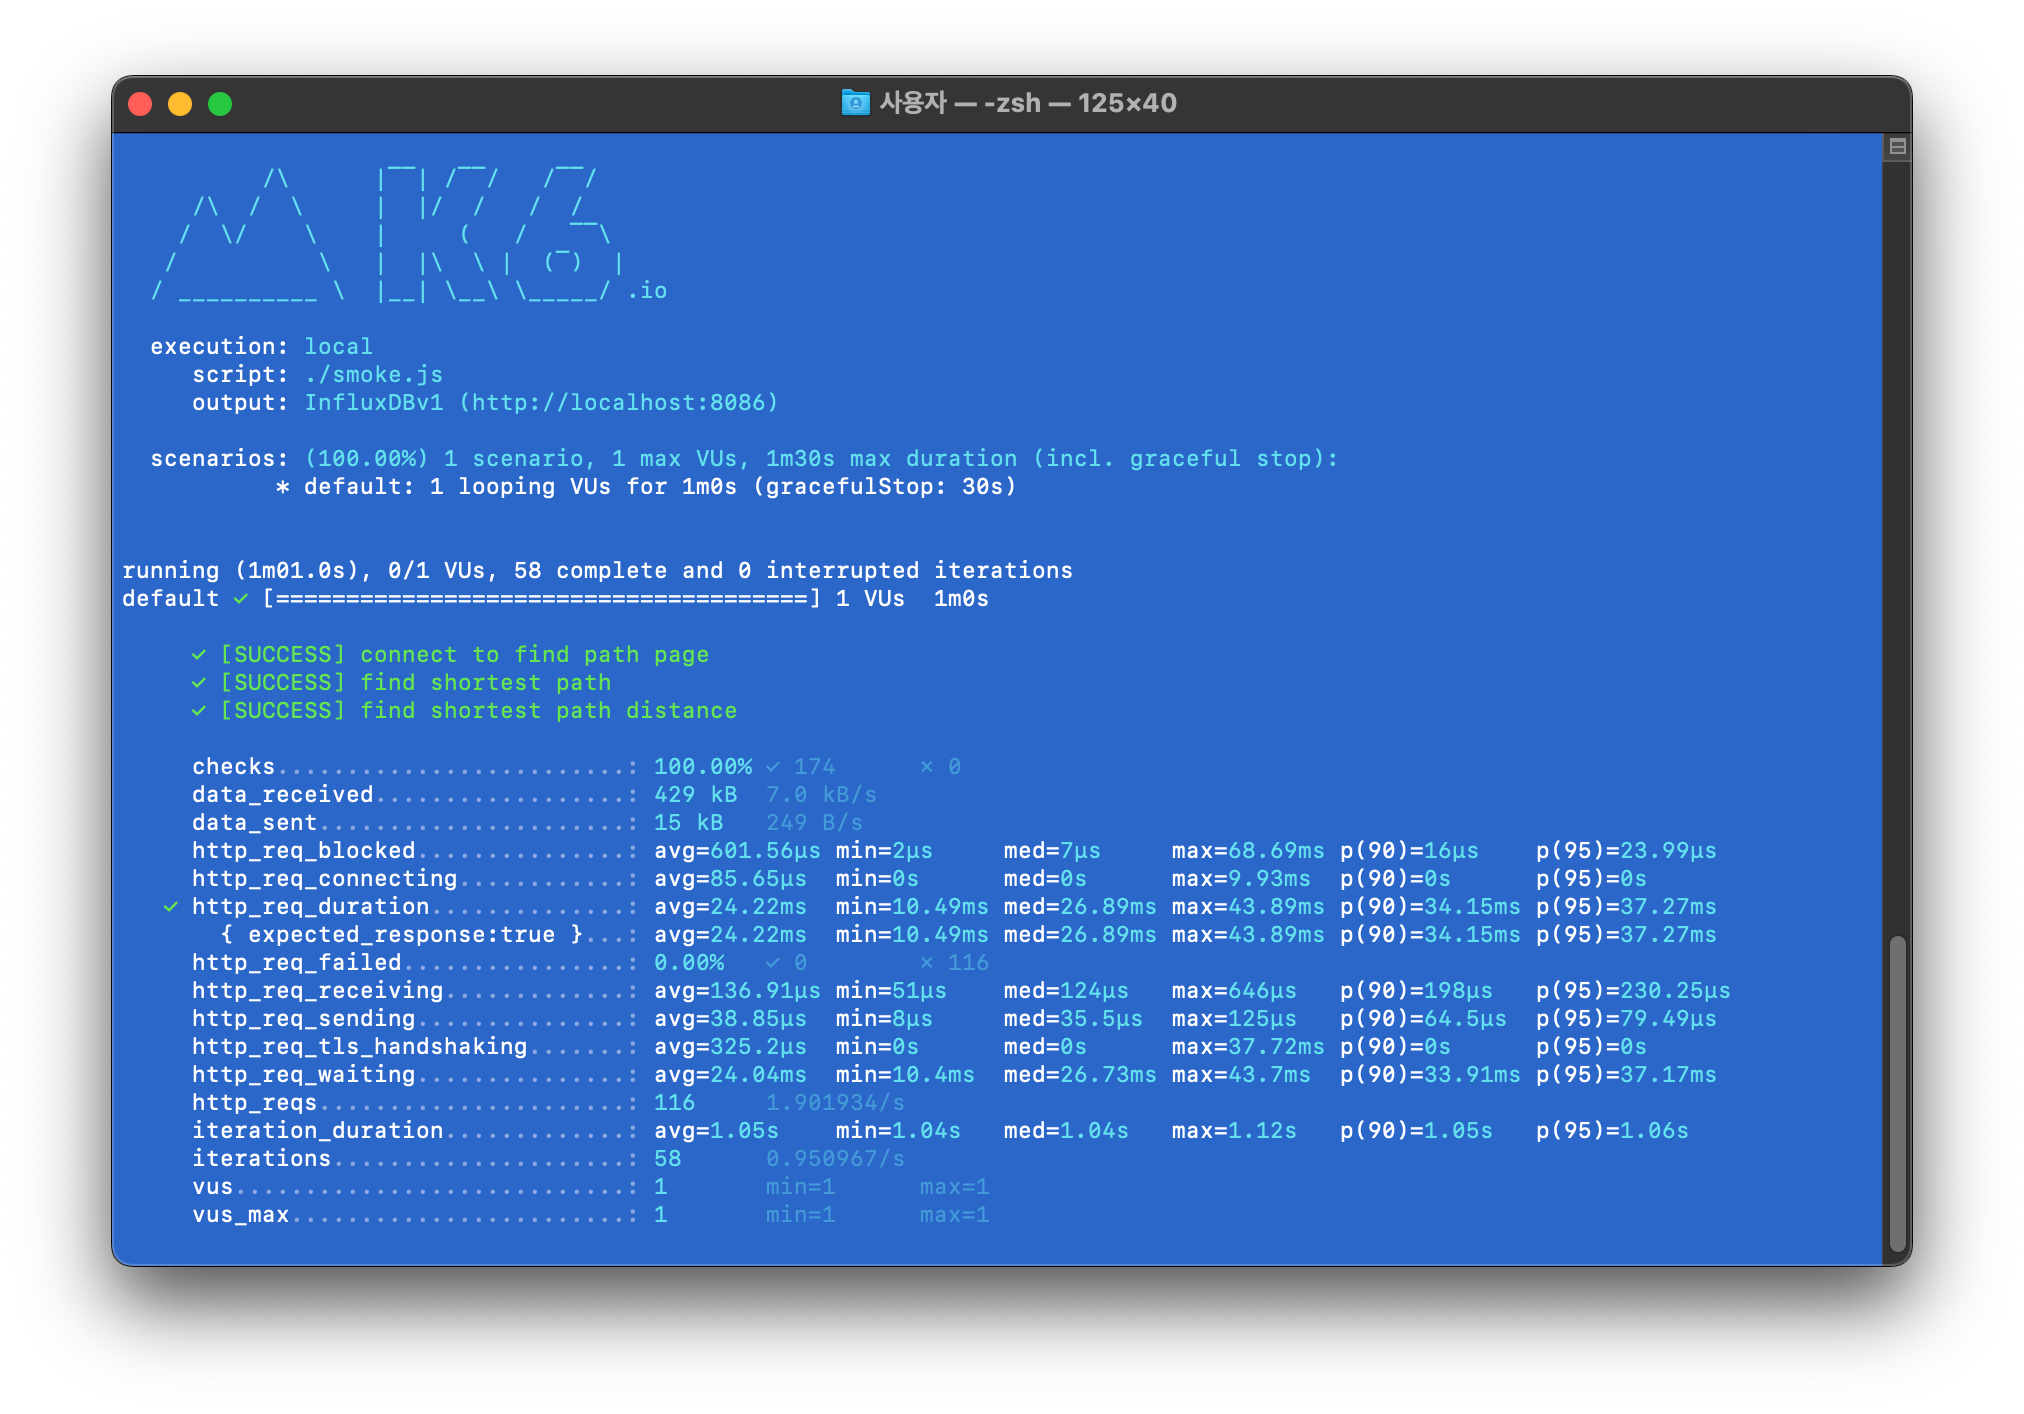 사용자 — -zsh — 125×40
          /\      |‾‾| /‾‾/   /‾‾/
     /\  /  \     |  |/  /   /  /
    /  \/    \    |     (   /   ‾‾\
   /          \   |  |\  \ |  (‾)  |
  / __________ \  |__| \__\ \_____/ .io
execution: local
script: ./smoke.js
output: InfluxDBv1 (http://localhost:8086)
scenarios: (100.00%) 1 scenario, 1 max VUs, 1m30s max duration (incl. graceful stop):
* default: 1 looping VUs for 1m0s (gracefulStop: 30s)
running (1m01.0s), 0/1 VUs, 58 complete and 0 interrupted iterations
default ✓ [======================================] 1 VUs  1m0s
✓ [SUCCESS] connect to find path page
✓ [SUCCESS] find shortest path
✓ [SUCCESS] find shortest path distance
checks.........................: 100.00% ✓ 174      ✗ 0
data_received..................: 429 kB  7.0 kB/s
data_sent......................: 15 kB   249 B/s
http_req_blocked...............: avg=601.56µs min=2µs     med=7µs     max=68.69ms p(90)=16µs    p(95)=23.99µs
http_req_connecting............: avg=85.65µs  min=0s      med=0s      max=9.93ms  p(90)=0s      p(95)=0s
✓ http_req_duration..............: avg=24.22ms  min=10.49ms med=26.89ms max=43.89ms p(90)=34.15ms p(95)=37.27ms
{ expected_response:true }...: avg=24.22ms  min=10.49ms med=26.89ms max=43.89ms p(90)=34.15ms p(95)=37.27ms
http_req_failed................: 0.00%   ✓ 0        ✗ 116
http_req_receiving.............: avg=136.91µs min=51µs    med=124µs   max=646µs   p(90)=198µs   p(95)=230.25µs
http_req_sending...............: avg=38.85µs  min=8µs     med=35.5µs  max=125µs   p(90)=64.5µs  p(95)=79.49µs
http_req_tls_handshaking.......: avg=325.2µs  min=0s      med=0s      max=37.72ms p(90)=0s      p(95)=0s
http_req_waiting...............: avg=24.04ms  min=10.4ms  med=26.73ms max=43.7ms  p(90)=33.91ms p(95)=37.17ms
http_reqs......................: 116     1.901934/s
iteration_duration.............: avg=1.05s    min=1.04s   med=1.04s   max=1.12s   p(90)=1.05s   p(95)=1.06s
iterations.....................: 58      0.950967/s
vus............................: 1       min=1      max=1
vus_max........................: 1       min=1      max=1